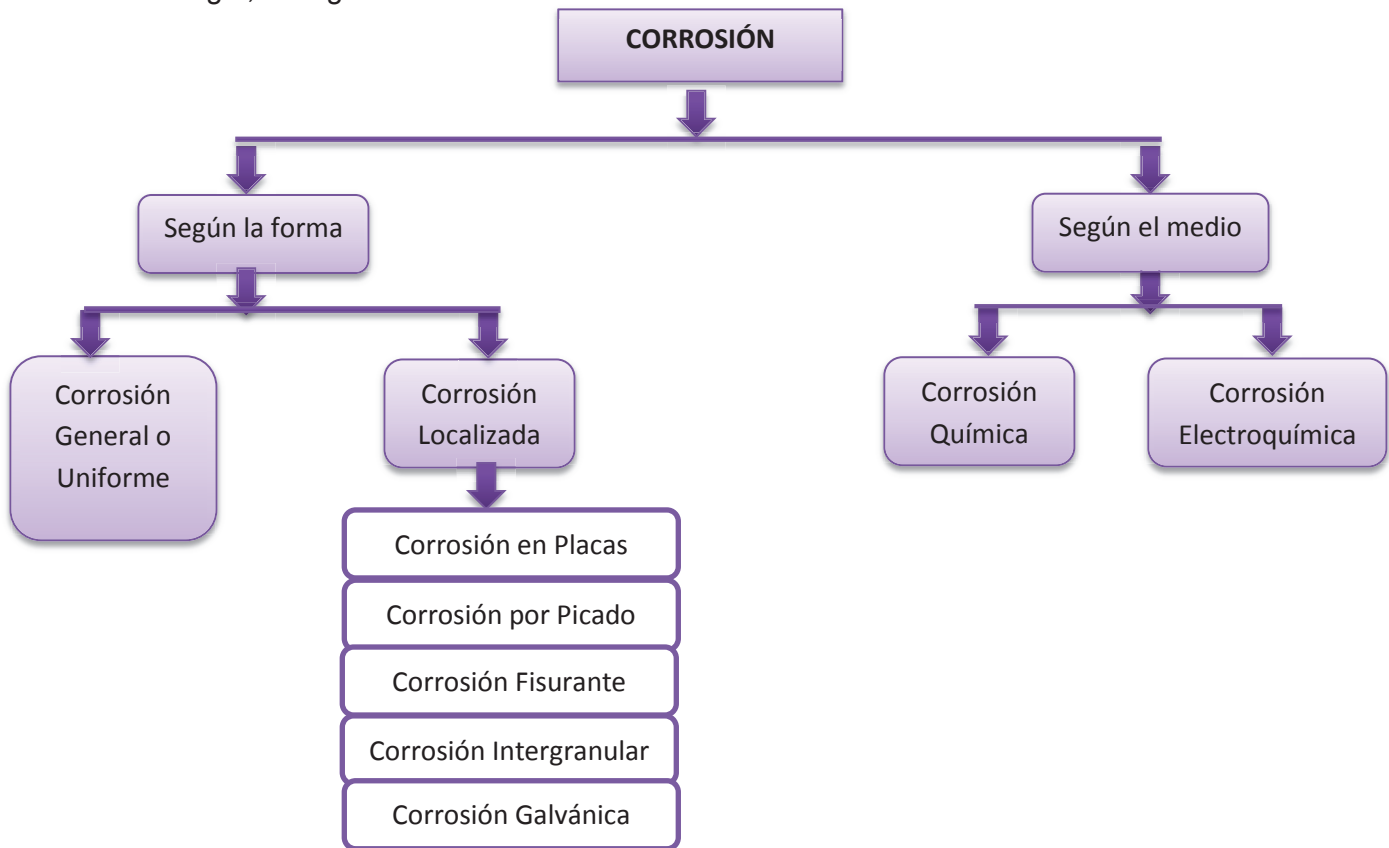 CORROSIÓN
Según la forma
Según el medio
Corrosión
General o
Uniforme
Corrosión
Localizada
Corrosión
Química
Corrosión
Electroquímica
Corrosión en Placas
Corrosión por Picado
Corrosión Fisurante
Corrosión Intergranular
Corrosión Galvánica